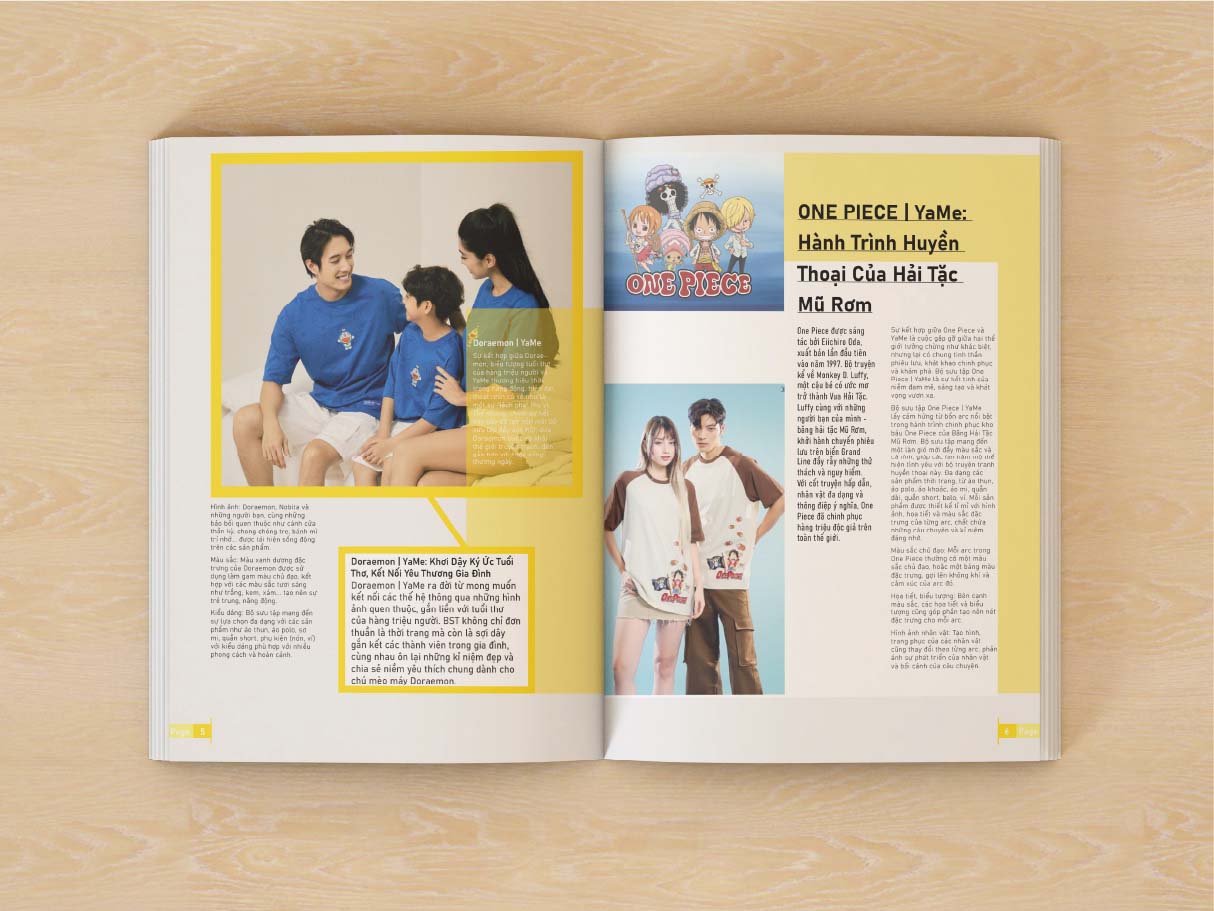 Doraemon | YaMe
Sự kết hợp giữa Dorae-
mon, biểu tượng tuổi thơ
của hàng triệu người và
YaMe thương hiệu thời
Hình ảnh: Doraemon, Nobita và
những người bạn, cùng những
bảo bối quen thuộc như cánh cửa
thần kỳ, chong chóng tre, bánh mì
trí nhớ... được tái hiện sống động
trên các sản phẩm.
Màu sắc: Màu xanh dương đặc
trưng của Doraemon được sử
dụng làm gam màu chủ đạo, kết
hợp với các màu sắc tươi sáng
như trắng, kem, xám... tạo nên sự
trẻ trung, năng động.
Kiểu dáng: Bộ sưu tập mang đến
sự lựa chọn đa dạng với các sản
phẩm như áo thun, áo polo, sơ
mi, quần short, phụ kiện (nón, ví)
với kiểu dáng phù hợp với nhiều
phong cách và hoàn cảnh.
Doraemon | YaMe: Khơi Dậy Ký Ức Tuổi
Thơ, Kết Nối Yêu Thương Gia Đình
Doraemon | YaMe ra đời từ mong muốn
kết nối các thế hệ thông qua những hình
ảnh quen thuộc, gắn liền với tuổi thơ
của hàng triệu người. BST không chỉ đơn
thuần là thời trang mà còn là sợi dây
gắn kết các thành viên trong gia đình,
cùng nhau ôn lại những kỉ niệm đẹp và
chia sẻ niềm yêu thích chung dành cho
chú mèo máy Doraemon.
Page 5
ONE PIECE
ONE PIECE | YaMe:
Hành Trình Huyền
Thoại Của Hải Tặc
Mũ Rơm
One Piece được sáng
tác bởi Eiichiro Oda,
xuất bản lần đầu tiên
vào năm 1997. Bộ truyện
kể về Monkey D. Luffy,
một cậu bé có ước mơ
trở thành Vua Hải Tặc.
Luffy cùng với những
người bạn của mình -
băng hải tặc Mũ Rơm,
khởi hành chuyến phiêu
lưu trên biển Grand
Line đầy rẫy những thử
thách và nguy hiểm.
Với cốt truyện hấp dẫn,
nhân vật đa dạng và
thông điệp ý nghĩa, One
Piece đã chinh phục
hàng triệu độc giả trên
toàn thế giới.
Sự kết hợp giữa One Piece và
YaMe là cuộc gặp gỡ giữa hai thế
giới tưởng chừng như khác biệt,
nhưng lại có chung tinh thần
phiêu lưu, khát khao chinh phục
và khám phá. Bộ sưu tập One
Piece | YaMe là sự kết tinh của
niềm đam mê, sáng tạo và khát
vọng vươn xa.
Bộ sưu tập One Piece | YaMe
lấy cảm hứng từ bốn arc nổi bật
trong hành trình chinh phục kho
báu One Piece của Băng Hải Tặc
Mũ Rơm. Bộ sưu tập mang đến
một làn gió mới đầy màu sắc và
hiện tình yêu với bộ truyện tranh
huyền thoại này. Đa dạng các
sản phẩm thời trang, từ áo thun,
áo polo, áo khoác, áo mi, quần
dài, quần short, balo, ví. Mỗi sản
phẩm được thiết kế tỉ mỉ với hình
ảnh, họa tiết và màu sắc đặc
trưng của từng arc, chất chứa
những câu chuyện và kỉ niệm
đáng nhớ.
Màu sắc chủ đạo: Mỗi arc trong
One Piece thường có một màu
sắc chủ đạo, hoặc một bảng màu
đặc trưng, gợi lên không khí và
cảm xúc của arc đó.
Họa tiết, biểu tượng: Bên cạnh
màu sắc, các họa tiết và biểu
tượng cũng góp phần tạo nên nét
đặc trưng cho mỗi arc.
Hình ảnh nhân vật: Tạo hình,
trang phục của các nhân vật
cũng thay đổi theo từng arc, phản
ánh sự phát triển của nhân vật
và bối cảnh của câu chuyện.
6 Page